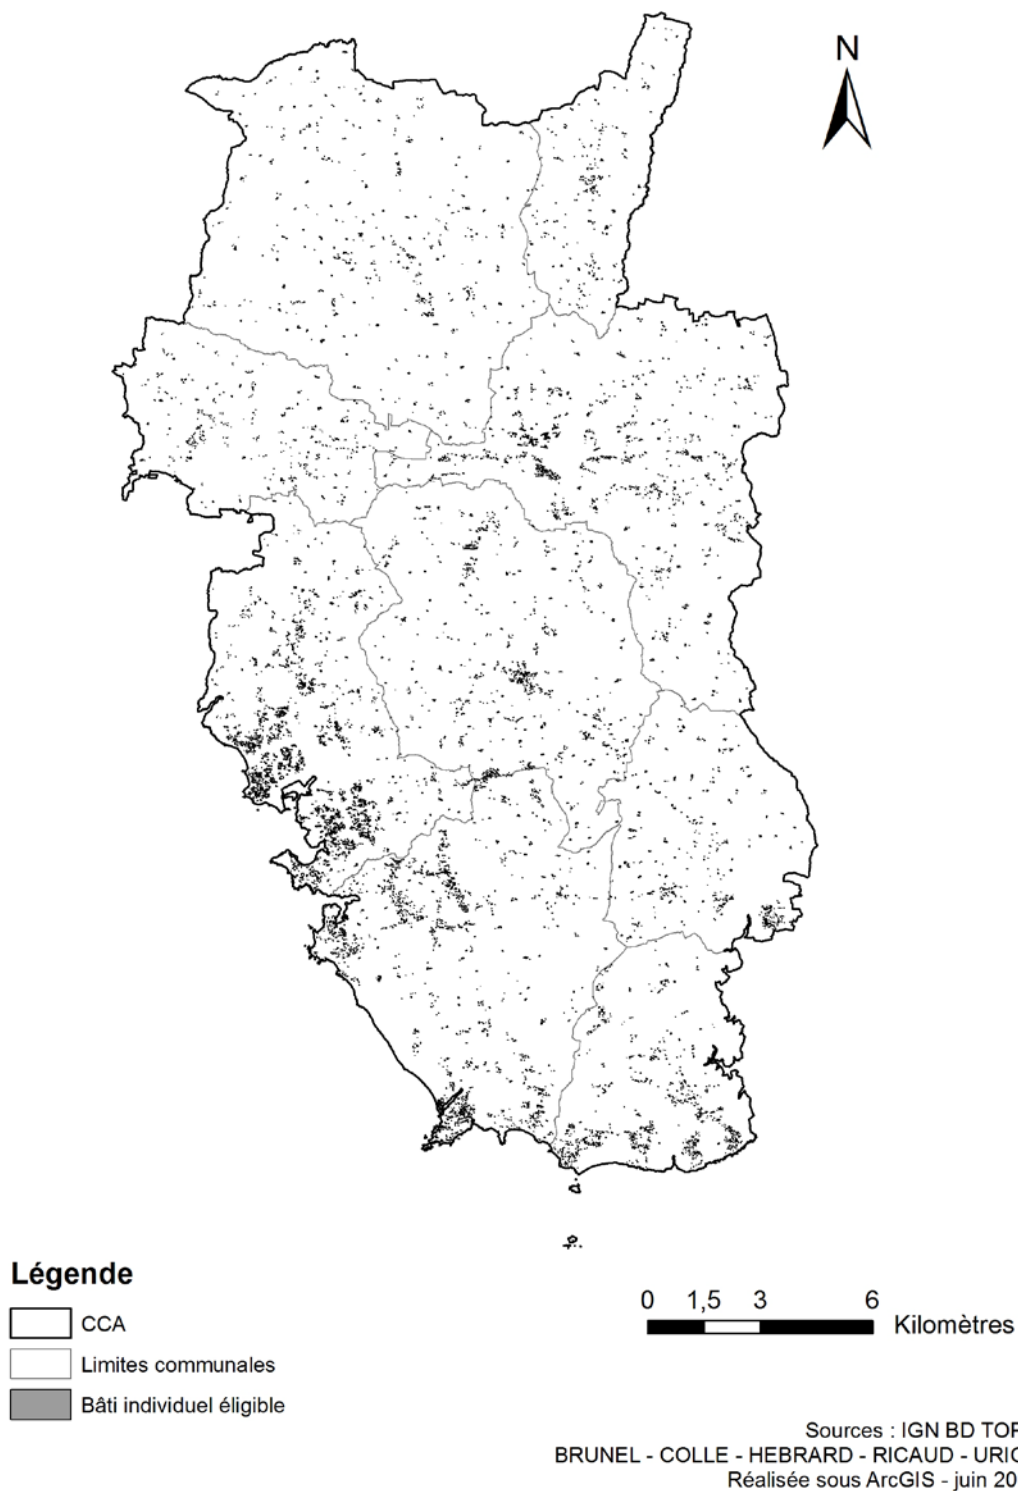 N
Légende
CCA
Limites communales
Bâti individuel éligible
0 1,5 3 6 Kilomètres
Sources : IGN BD
BRUNEL - COLLE - HEBRARD - RICAUD -
Réalisée sous ArcGIS - juin